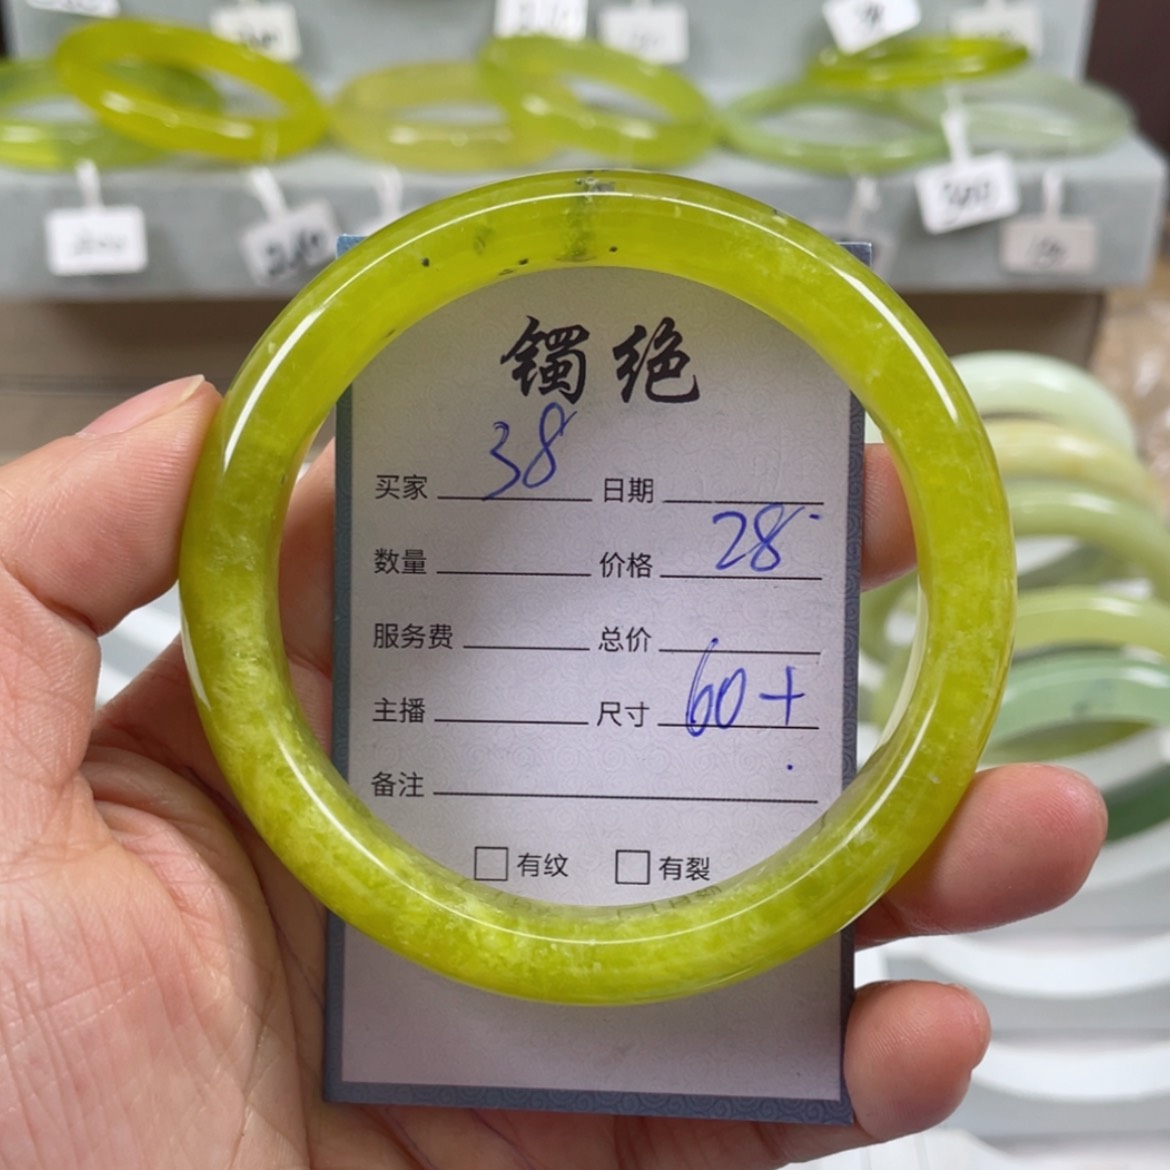 镯绝
买家 38 日期
数量 价格 28
服务费 总价
主播 尺寸 60+
备注
有纹 有裂